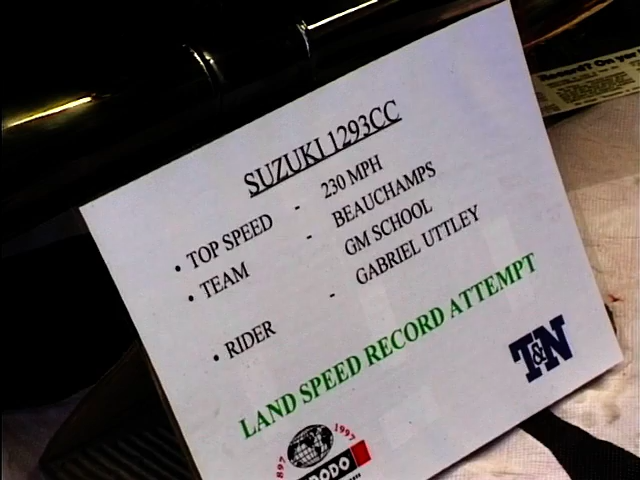 SUZUKI 1293CC
• TOP SPEED - 230 MPH
• TEAM - BEAUCHAMPS
GM SCHOOL
• RIDER - GABRIEL UTTLEY
LAND SPEED RECORD ATTEMPT
T&N
1997